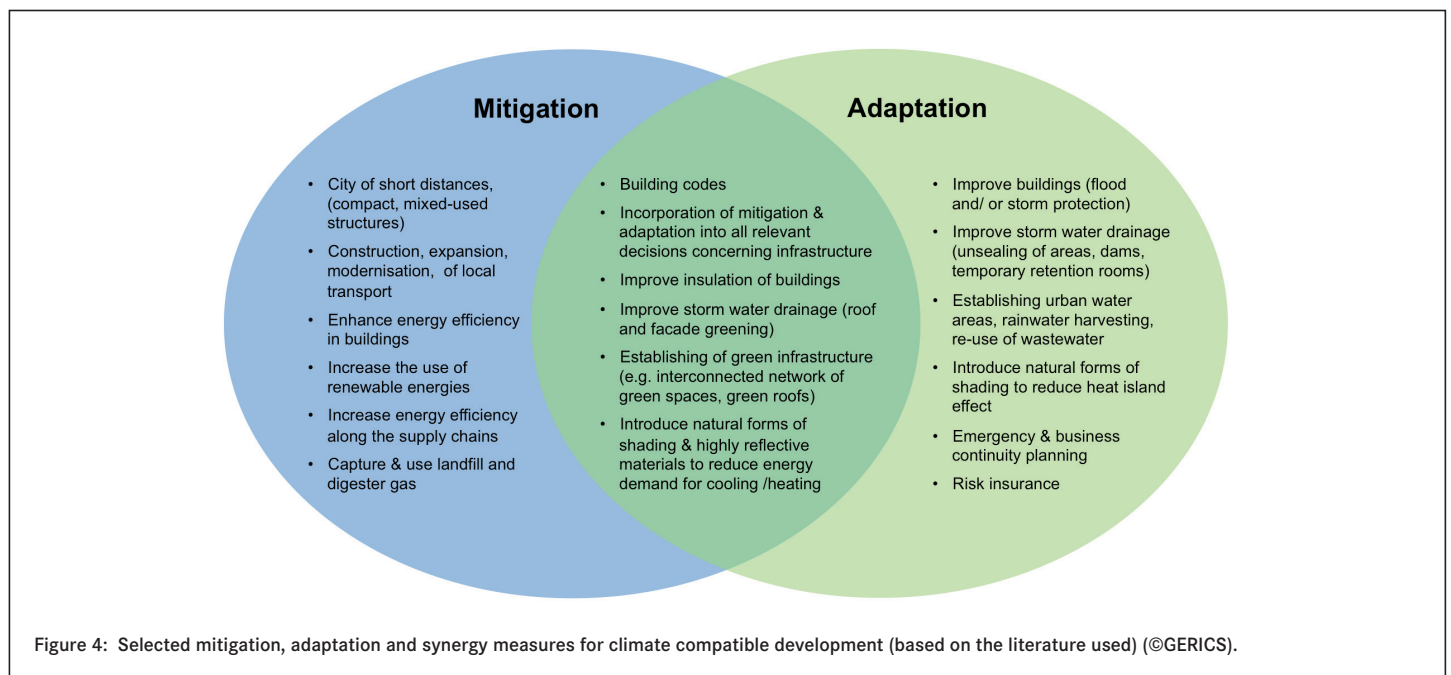 Mitigation
• City of short distances,
(compact, mixed-used
structures)
• Construction, expansion,
modernisation, of local
transport
• Enhance energy efficiency
in buildings
• Increase the use of
renewable energies
• Increase energy efficiency
along the supply chains
• Capture & use landfill and
digester gas
• Building codes
• Incorporation of mitigation &
adaptation into all relevant
decisions concerning infrastructure
• Improve insulation of buildings
• Improve storm water drainage (roof
and facade greening)
• Establishing of green infrastructure
(e.g. interconnected network of
green spaces, green roofs)
• Introduce natural forms of
shading & highly reflective
materials to reduce energy
demand for cooling /heating
Adaptation
• Improve buildings (flood
and/ or storm protection)
• Improve storm water drainage
(unsealing of areas, dams,
temporary retention rooms)
• Establishing urban water
areas, rainwater harvesting,
re-use of wastewater
• Introduce natural forms of
shading to reduce heat island
effect
• Emergency & business
continuity planning
• Risk insurance
Figure 4: Selected mitigation, adaptation and synergy measures for climate compatible development (based on the literature used) (©GERICS).